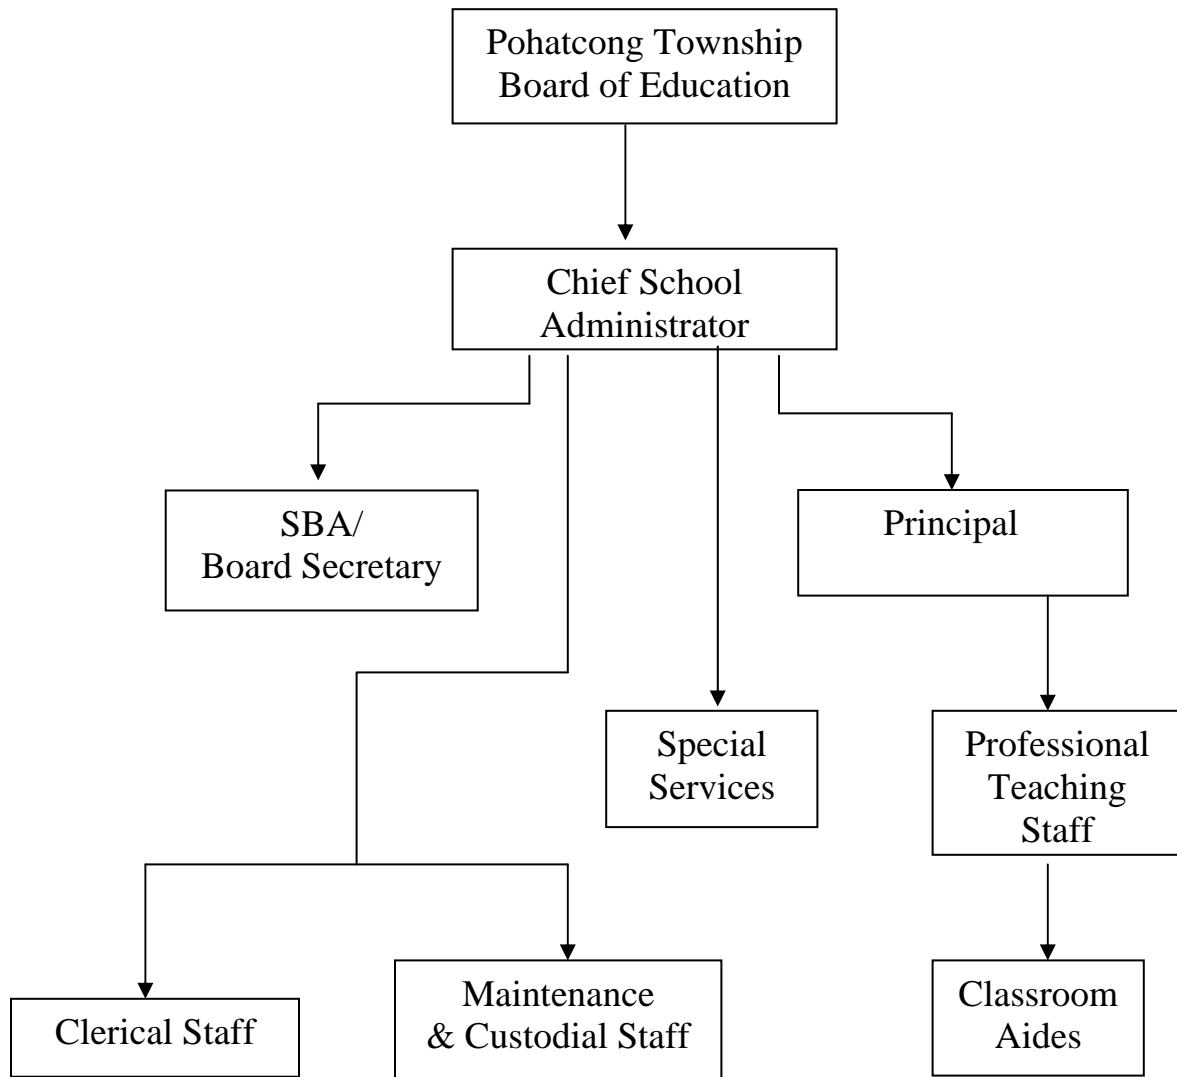 Pohatcong Township
Board of Education
Chief School
Administrator
SBA/
Board Secretary
Principal
Special
Services
Professional
Teaching
Staff
Clerical Staff
Maintenance
& Custodial Staff
Classroom
Aides